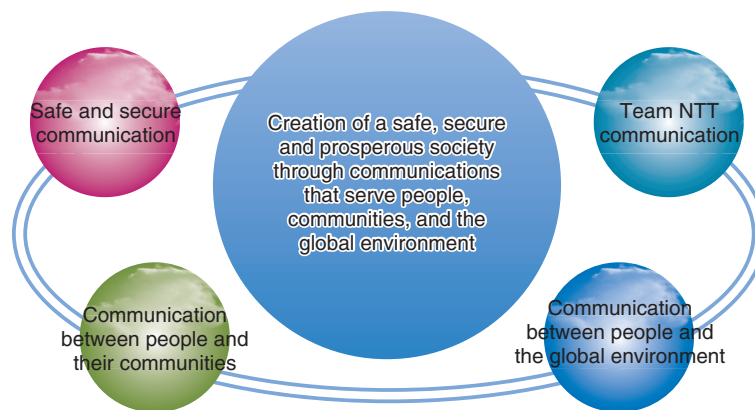 Safe and secure
communication
Team NTT
communication
Creation of a safe, secure
and prosperous society
through communications
that serve people,
communities, and the
global environment
Communication
between people and
their communities
Communication
between people and
the global environment